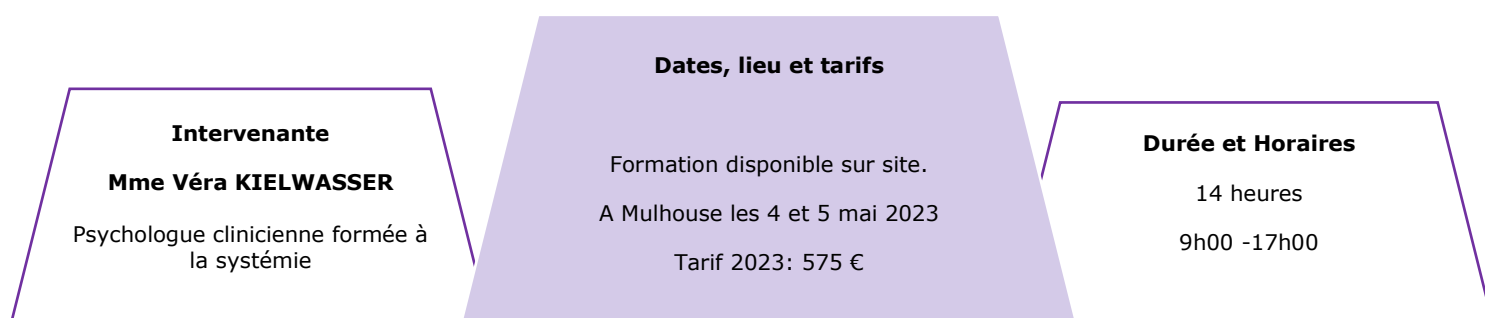 Intervenante
Mme Véra KIELWASSER
Psychologue clinicienne formée à
la systémie
Dates, lieu et tarifs
Formation disponible sur site.
A Mulhouse les 4 et 5 mai 2023
Tarif 2023: 575 €
Durée et Horaires
14 heures
9h00 -17h00